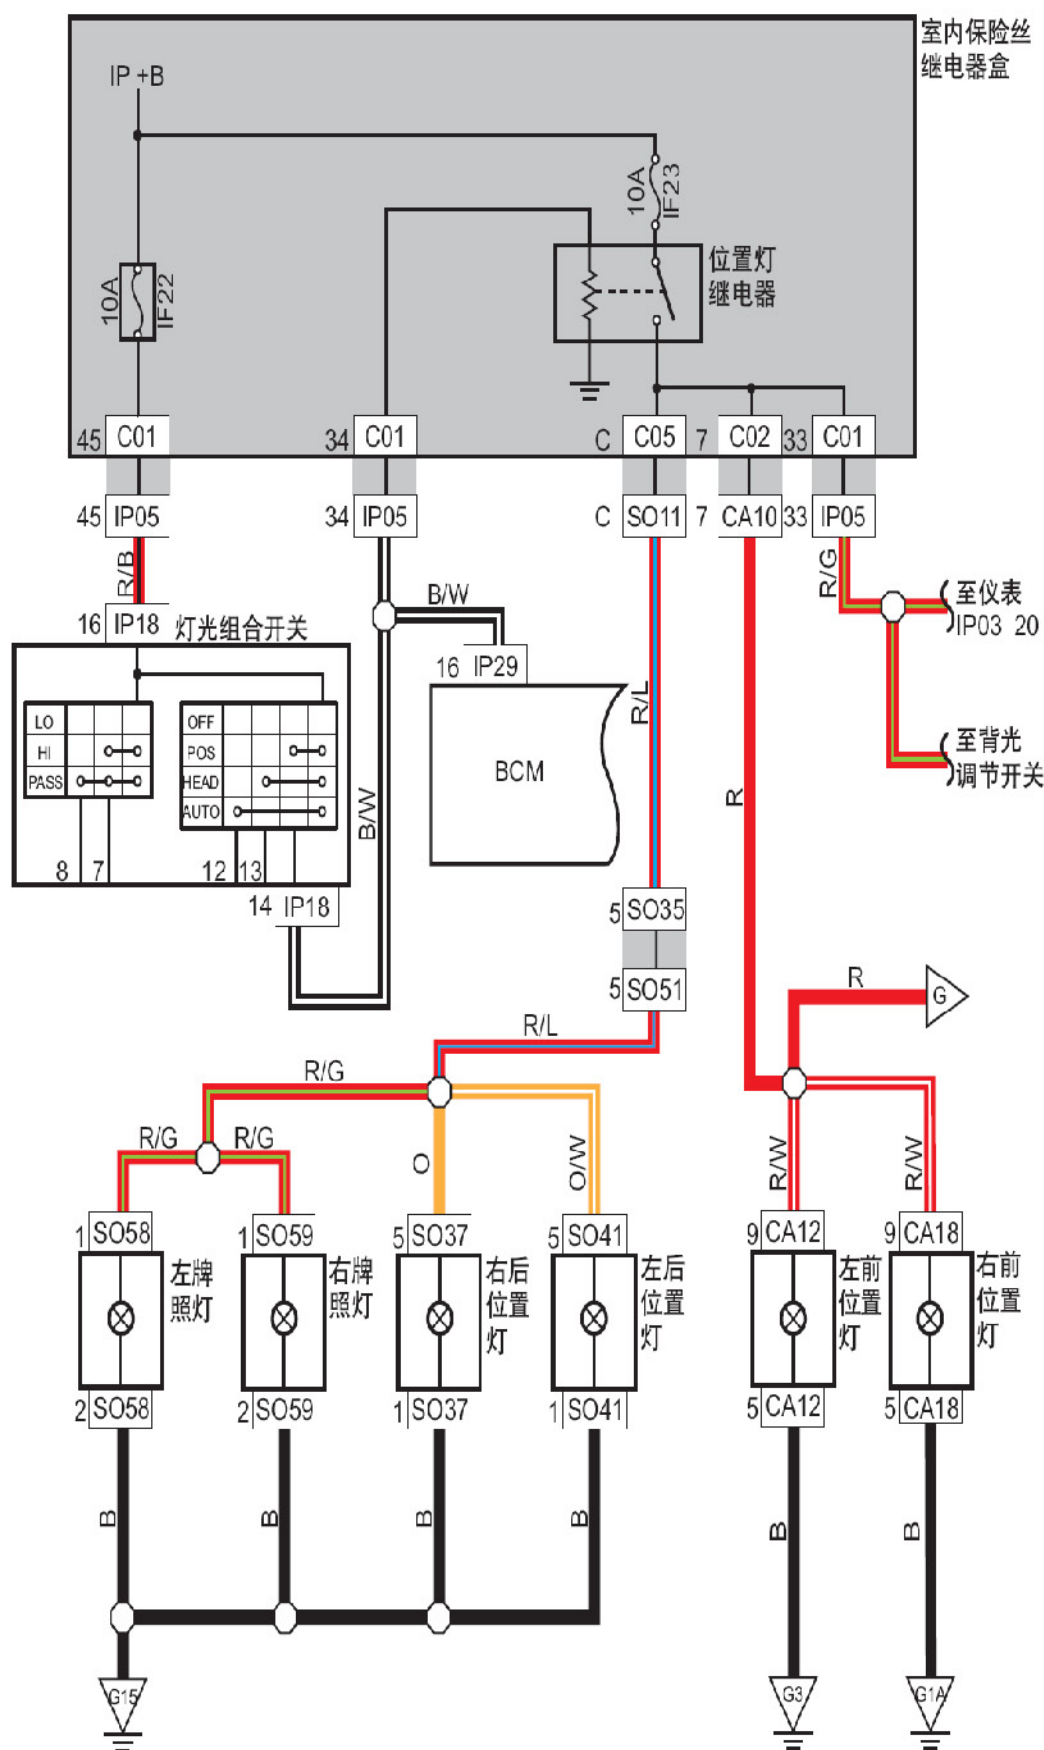 室内保险丝
继电器盒
IP +B
10A
IF23
位置灯
继电器
10A
IF22
45 C01
34 C01
C C05
7 C02
33 C01
45 IP05
34 IP05
C SO11
7 CA10
33 IP05
R/B
R/G
B/W
至仪表
IP03 20
16 IP18
灯光组合开关
16 IP29
BCM
R/L
LO
HI
PASS
OFF
POS
HEAD
AUTO
至背光
调节开关
B/W
R
8 7
12 13
14 IP18
5 SO35
5 SO51
R
G
R/L
R/G
R/G
R/G
O
O/W
R/W
R/W
1 SO58
1 SO59
5 SO37
5 SO41
9 CA12
9 CA18
左牌
照灯
右牌
照灯
右后
位置
灯
左后
位置
灯
左前
位置
灯
右前
位置
灯
2 SO58
2 SO59
1 SO37
1 SO41
5 CA12
5 CA18
B
B
B
B
B
B
G15
G3
G1A